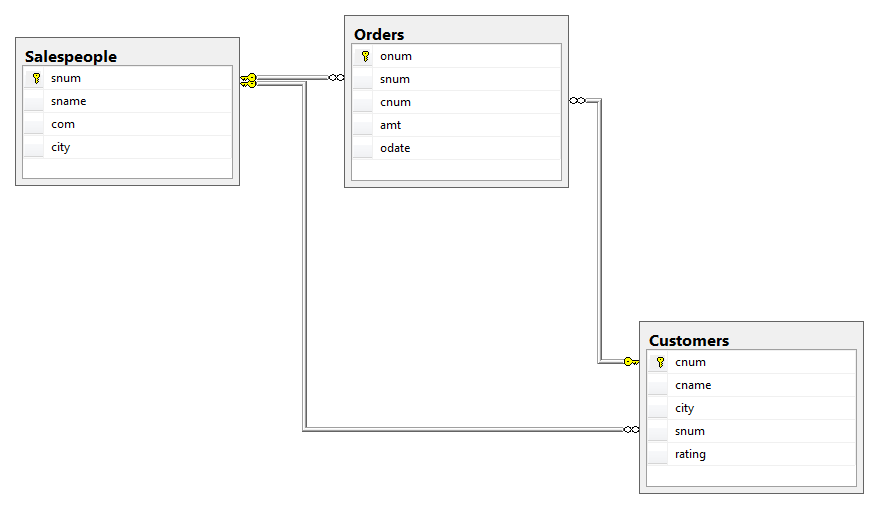 Salespeople
snum
sname
com
city
Orders
onum
snum
cnum
amt
odate
Customers
cnum
cname
city
snum
rating